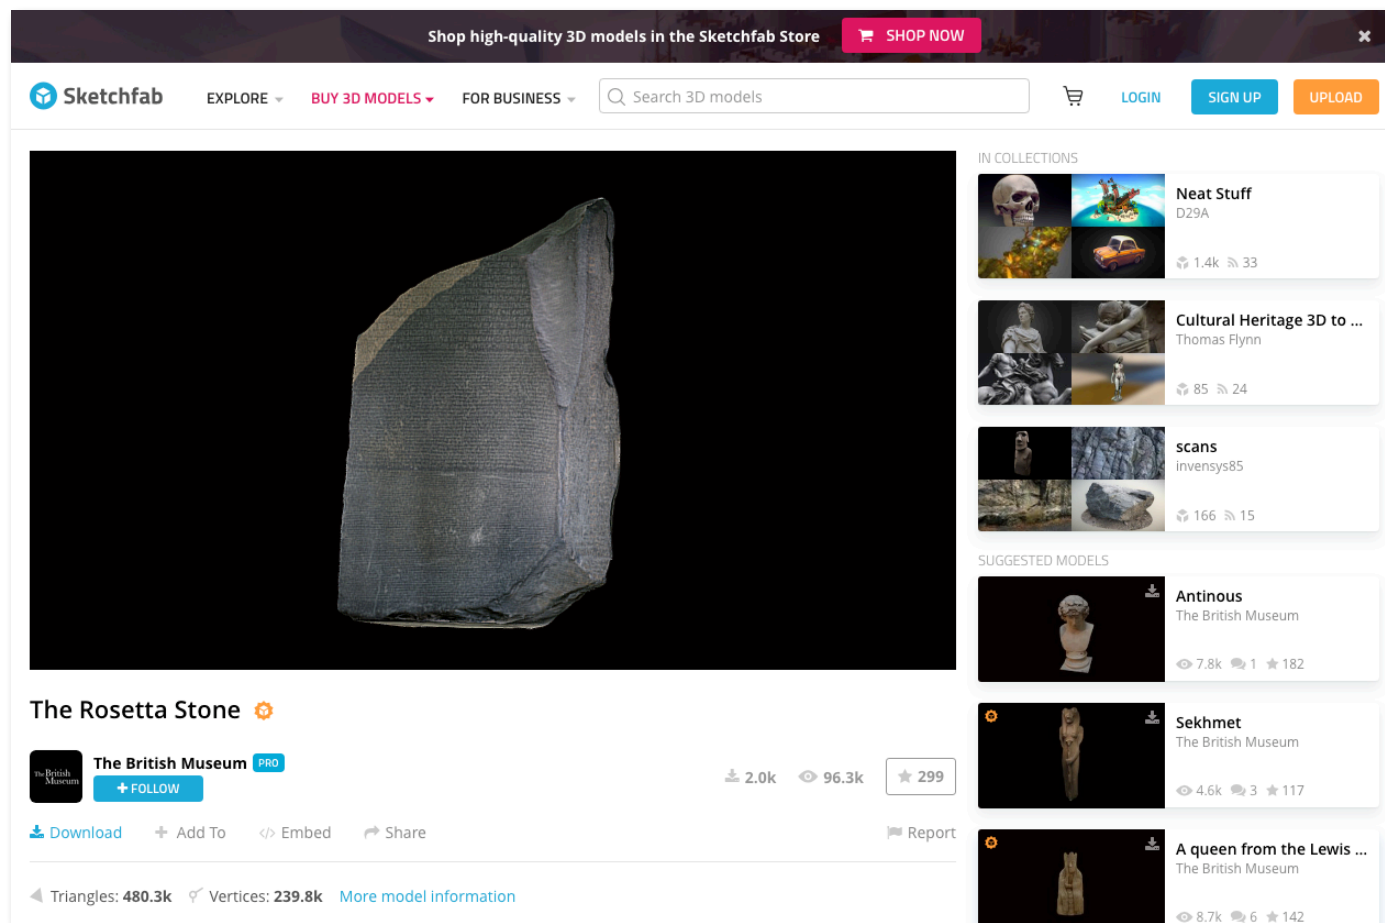 Shop high-quality 3D models in the Sketchfab Store
SHOP NOW
Sketchfab
EXPLORE
BUY 3D MODELS
FOR BUSINESS
Search 3D models
LOGIN
SIGN UP
UPLOAD
The Rosetta Stone
The British Museum
The British Museum PRO
FOLLOW
2.0k 96.3k 299
Download Add To Embed Share Report
Triangles: 480.3k Vertices: 239.8k More model information
IN COLLECTIONS
Neat Stuff
D29A
1.4k 33
Cultural Heritage 3D to ...
Thomas Flynn
85 24
scans
invensys85
166 15
SUGGESTED MODELS
Antinous
The British Museum
7.8k 1 182
Sekhmet
The British Museum
4.6k 3 117
A queen from the Lewis ...
The British Museum
8.7k 6 142